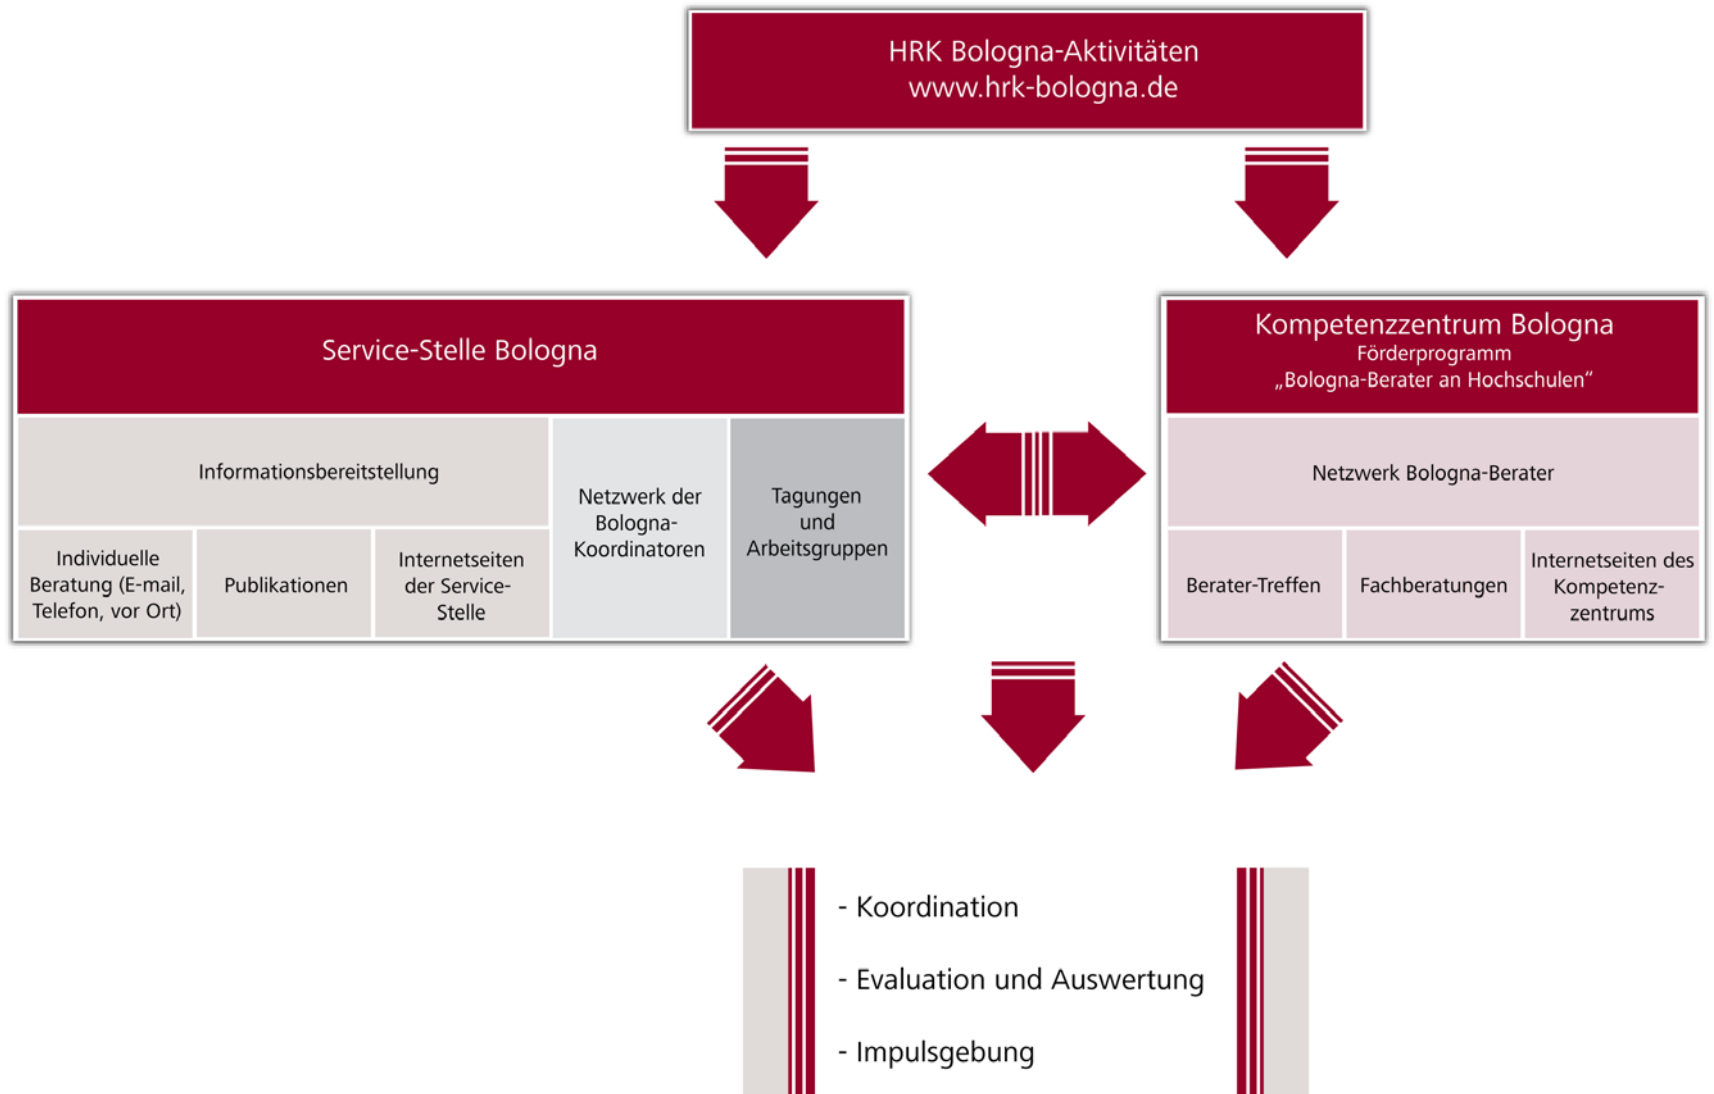 HRK Bologna-Aktivitäten
www.hrk-bologna.de
Service-Stelle Bologna
Informationsbereitstellung
Individuelle
Beratung (E-mail,
Telefon, vor Ort)
Publikationen
Internetseiten
der Service-
Stelle
Netzwerk der
Bologna-
Koordinatoren
Tagungen
und
Arbeitsgruppen
Kompetenzzentrum Bologna
Förderprogramm
„Bologna-Berater an Hochschulen“
Netzwerk Bologna-Berater
Berater-Treffen
Fachberatungen
Internetseiten des
Kompetenz-
zentrums
- Koordination
- Evaluation und Auswertung
- Impulsgebung